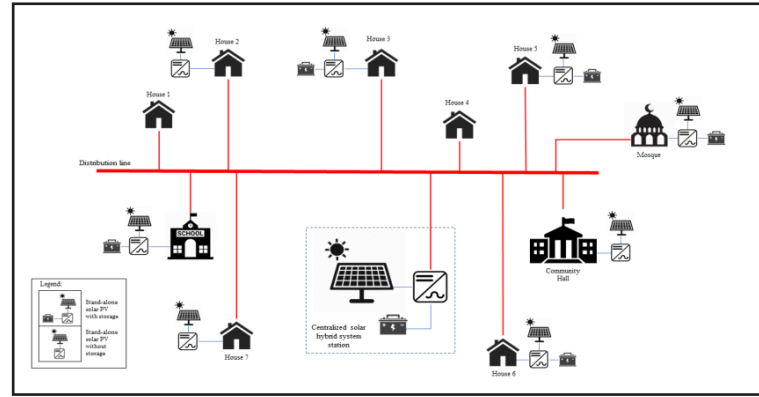 House 2
House 3
House 5
House 1
House 4
Mosque
Distribution line
SCHOOL
Community
Hall
Legend:
Stand-alone
solar PV
with storage
Stand-alone
solar PV
without
storage
House 7
Centralized solar
hybrid system
station
House 6